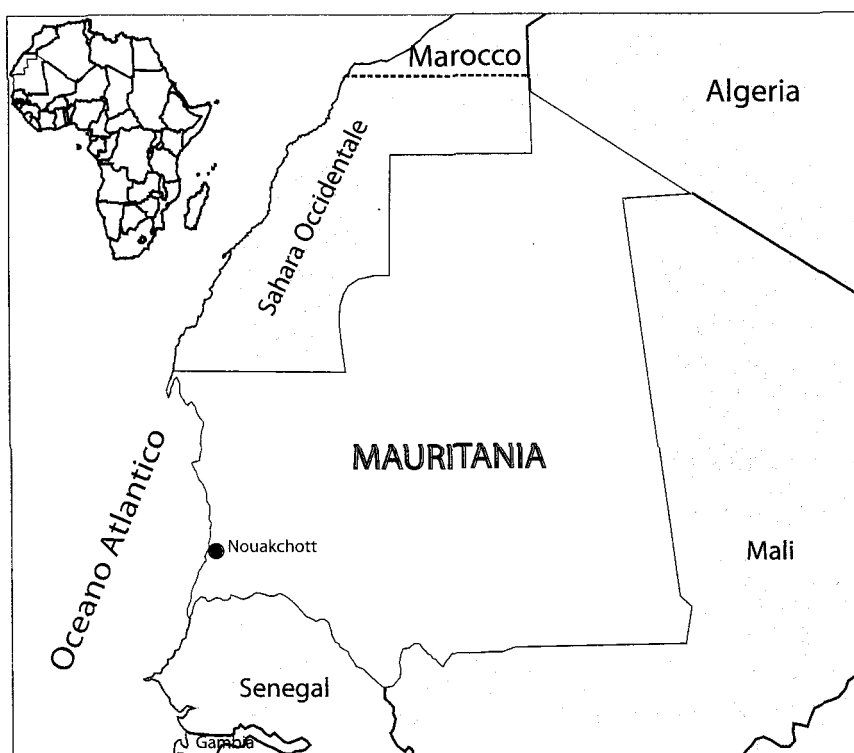 Marocco
Algeria
Sahara Occidentale
MAURITANIA
Oceano Atlantico
Nouakchott
Mali
Senegal
Gambia